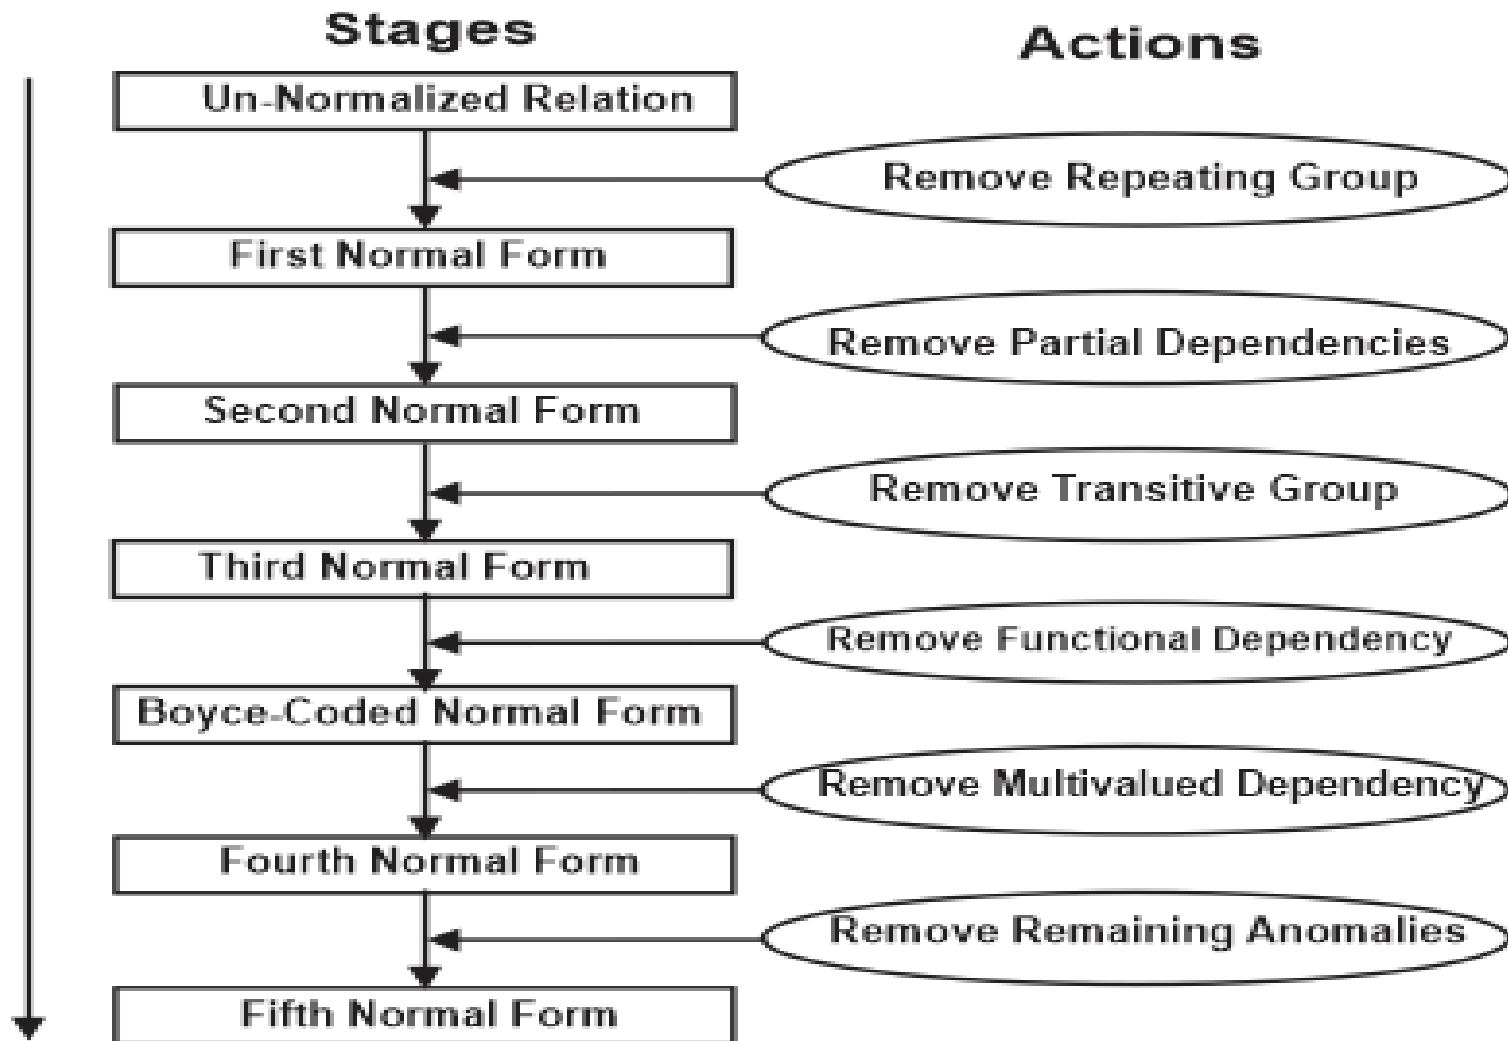 Stages
Actions
Un-Normalized Relation
Remove Repeating Group
First Normal Form
Remove Partial Dependencies
Second Normal Form
Remove Transitive Group
Third Normal Form
Remove Functional Dependency
Boyce-Coded Normal Form
Remove Multivalued Dependency
Fourth Normal Form
Remove Remaining Anomalies
Fifth Normal Form